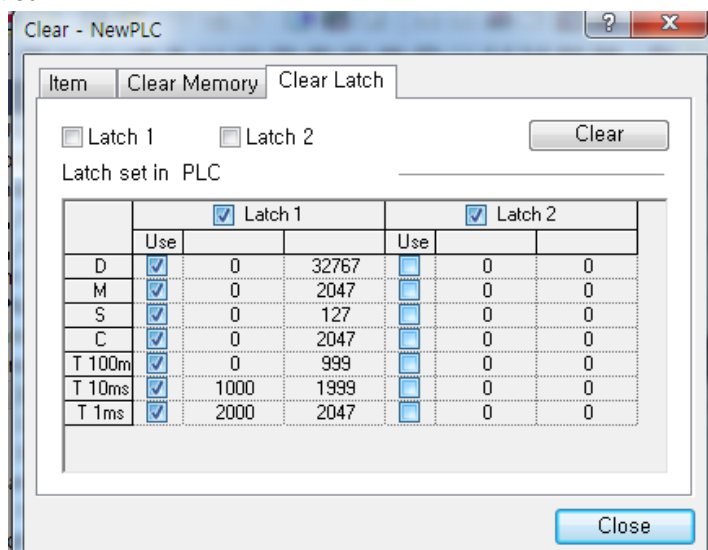 Clear - NewPLC
Item Clear Memory Clear Latch
Latch 1 Latch 2 Clear
Latch set in PLC
Latch 1 Latch 2
Use Use
D 0 32767 0 0
M 0 2047 0 0
S 0 127 0 0
C 0 2047 0 0
T 100m 0 999 0 0
T 10ms 1000 1999 0 0
T 1ms 2000 2047 0 0
Close